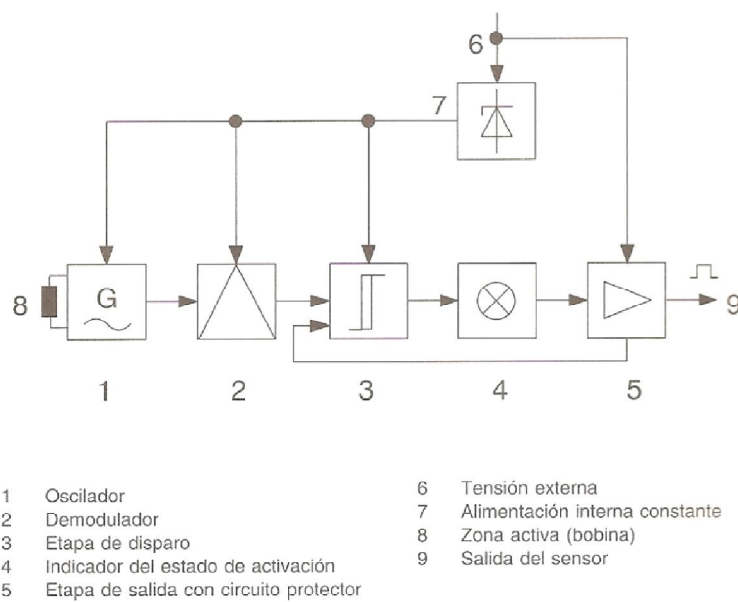 6
7
G
8
9
1 2 3 4 5
1 Oscilador
2 Demodulador
3 Etapa de disparo
4 Indicador del estado de activación
5 Etapa de salida con circuito protector
6 Tensión externa
7 Alimentación interna constante
8 Zona activa (bobina)
9 Salida del sensor